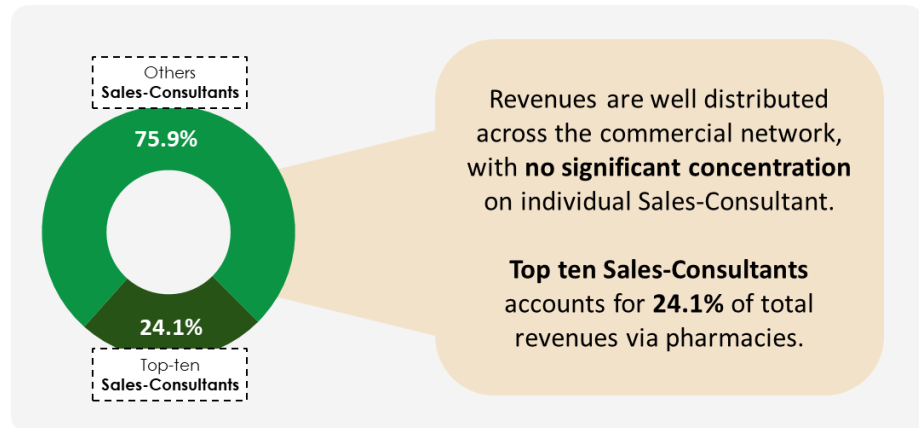 Others
Sales-Consultants
75.9%
24.1%
Top-ten
Sales-Consultants
Revenues are well distributed
across the commercial network,
with no significant concentration
on individual Sales-Consultant.
Top ten Sales-Consultants
accounts for 24.1% of total
revenues via pharmacies.